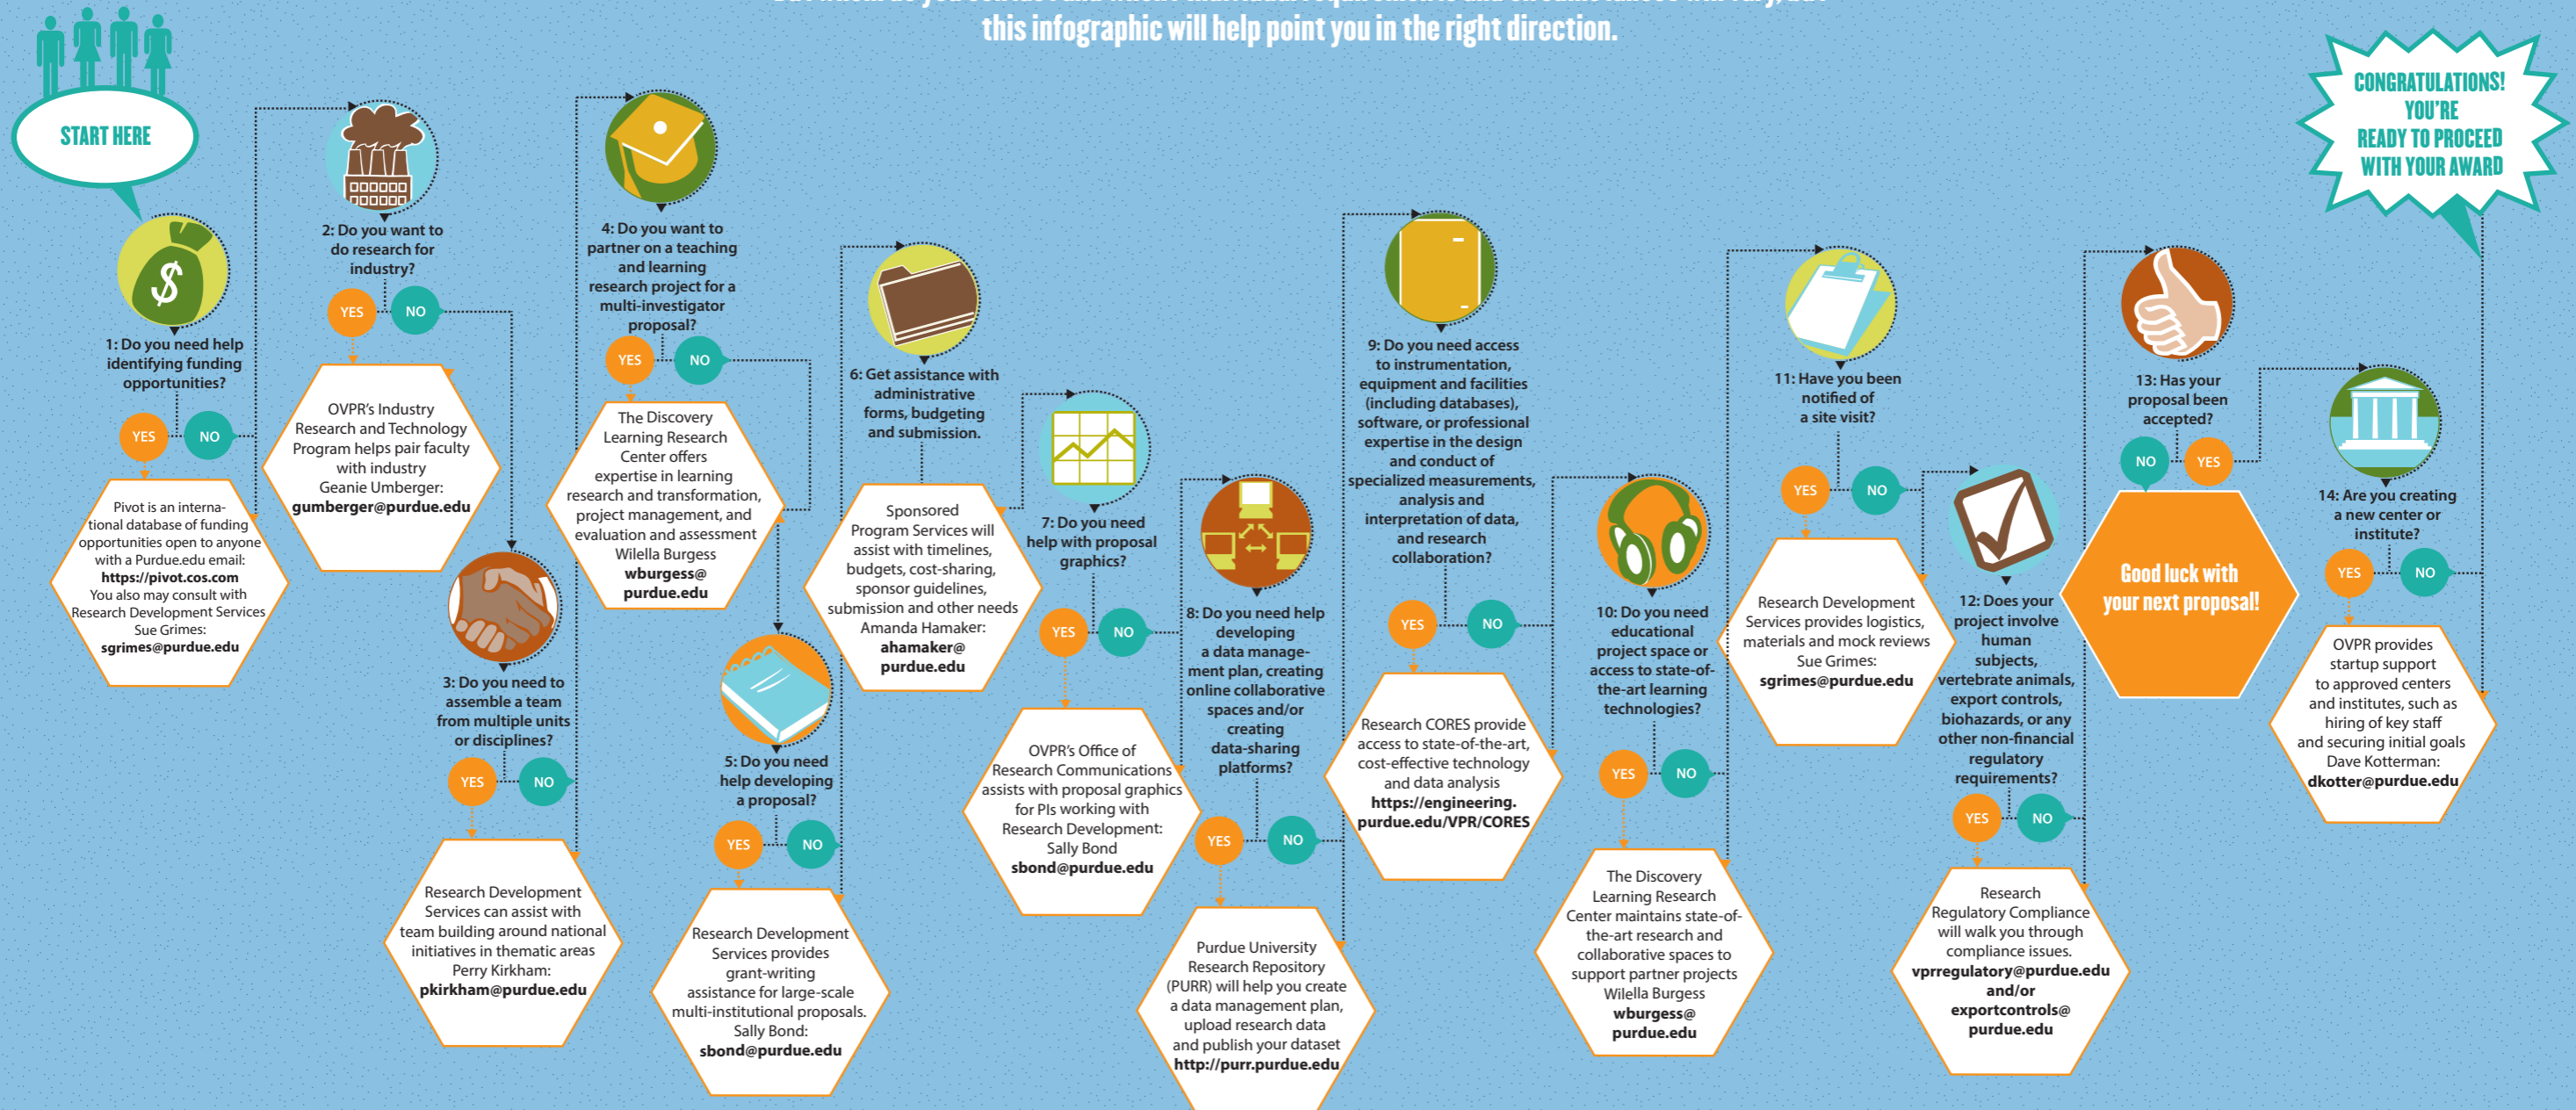 this infographic will help point you in the right direction.
START HERE
1: Do you need help
identifying funding
opportunities?
YES
NO
Pivot is an interna-
tional database of funding
opportunities open to anyone
with a Purdue.edu email:
https://pivot.cos.com
You also may consult with
Research Development Services
Sue Grimes:
sgrimes@purdue.edu
2: Do you want to
do research for
industry?
YES
NO
OVPR's Industry
Research and Technology
Program helps pair faculty
with industry
Geanie Umberger:
gumberger@purdue.edu
3: Do you need to
assemble a team
from multiple units
or disciplines?
YES
NO
Research Development
Services can assist with
team building around national
initiatives in thematic areas
Perry Kirkham:
pkirkham@purdue.edu
4: Do you want to
partner on a teaching
and learning
research project for a
multi-investigator
proposal?
YES
NO
The Discovery
Learning Research
Center offers
expertise in learning
research and transformation,
project management, and
evaluation and assessment
Wilella Burgess
wburgess@
purdue.edu
5: Do you need
help developing
a proposal?
YES
NO
Research Development
Services provides
grant-writing
assistance for large-scale
multi-institutional proposals.
Sally Bond:
sbond@purdue.edu
6: Get assistance with
administrative
forms, budgeting
and submission.
Sponsored
Program Services will
assist with timelines,
budgets, cost-sharing,
sponsor guidelines,
submission and other needs
Amanda Hamaker:
ahamaker@
purdue.edu
7: Do you need
help with proposal
graphics?
YES
NO
OVPR's Office of
Research Communications
assists with proposal graphics
for PIs working with
Research Development:
Sally Bond
sbond@purdue.edu
8: Do you need help
developing
a data manage-
ment plan, creating
online collaborative
spaces and/or
creating
data-sharing
platforms?
YES
NO
Purdue University
Research Repository
(PURR) will help you create
a data management plan,
upload research data
and publish your dataset
http://purr.purdue.edu
9: Do you need access
to instrumentation,
equipment and facilities
(including databases),
software, or professional
expertise in the design
and conduct of
specialized measurements,
analysis and
interpretation of data,
and research
collaboration?
YES
NO
Research CORES provide
access to state-of-the-art,
cost-effective technology
and data analysis
https://engineering.
purdue.edu/VPR/CORES
10: Do you need
educational
project space or
access to state-of-
the-art learning
technologies?
YES
NO
The Discovery
Learning Research
Center maintains state-of-
the-art research and
collaborative spaces to
support partner projects
Wilella Burgess
wburgess@
purdue.edu
11: Have you been
notified of
a site visit?
YES
NO
Research Development
Services provides logistics,
materials and mock reviews
Sue Grimes:
sgrimes@purdue.edu
12: Does your
project involve
human
subjects,
vertebrate animals,
export controls,
biohazards, or any
other non-financial
regulatory
requirements?
YES
NO
Research
Regulatory Compliance
will walk you through
compliance issues.
vprregulatory@purdue.edu
and/or
exportcontrols@
purdue.edu
13: Has your
proposal been
accepted?
NO
YES
Good luck with
your next proposal!
14: Are you creating
a new center or
institute?
YES
NO
OVPR provides
startup support
to approved centers
and institutes, such as
hiring of key staff
and securing initial goals
Dave Kotterman:
dkotter@purdue.edu
CONGRATULATIONS!
YOU'RE
READY TO PROCEED
WITH YOUR AWARD